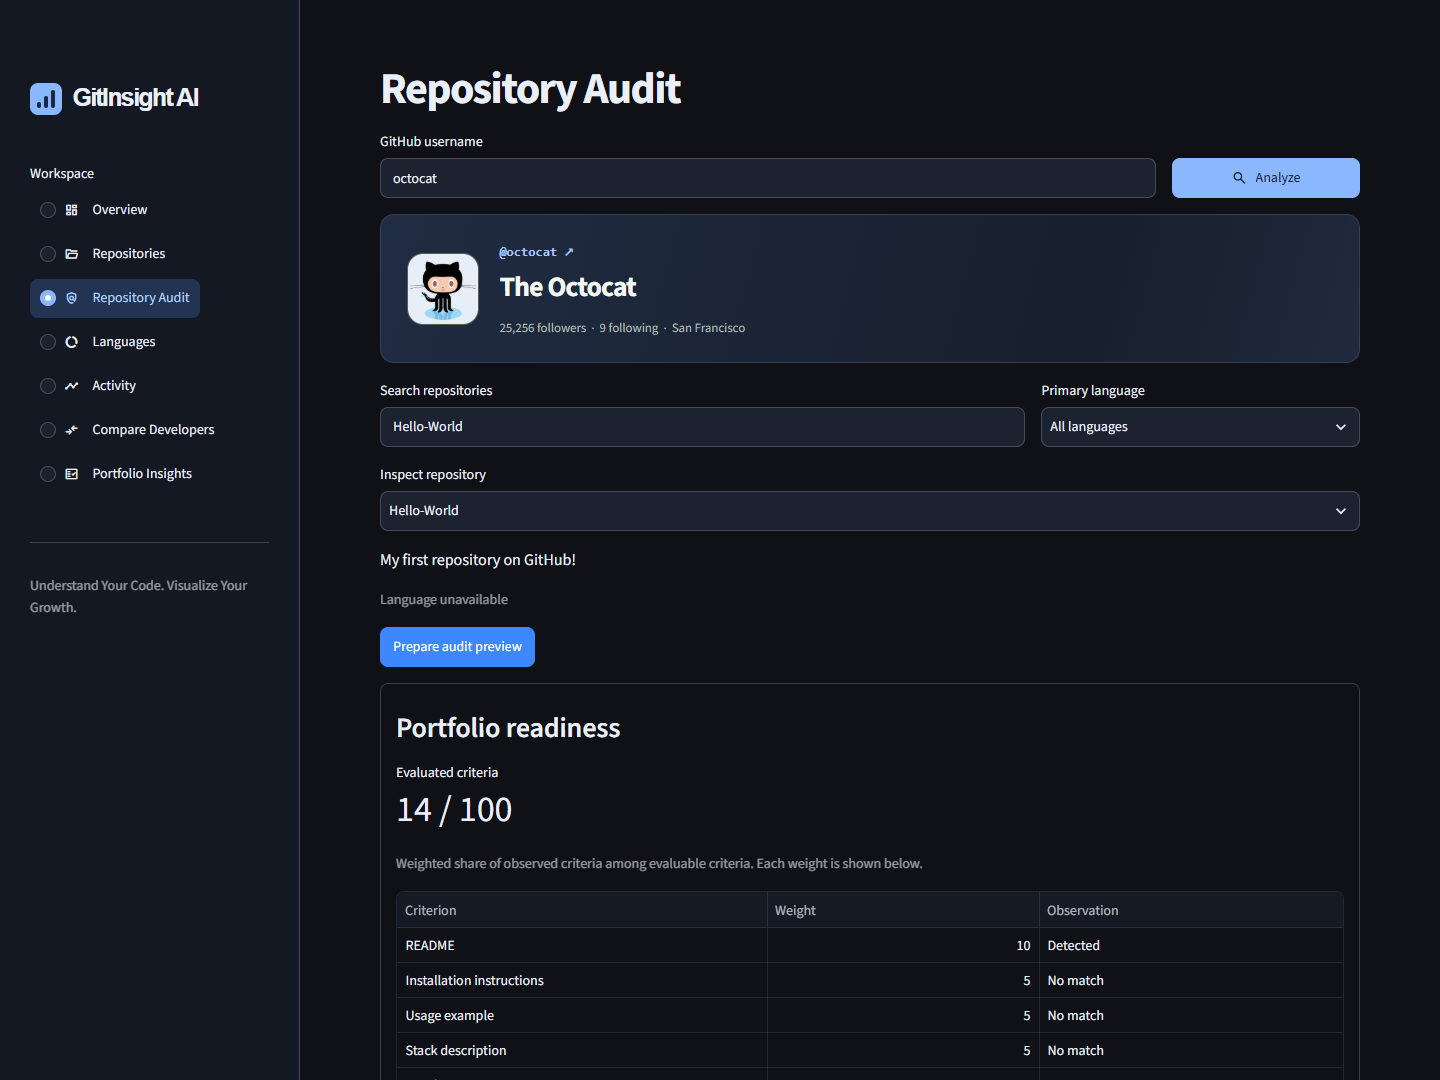 GitInsight AI
Workspace
Overview
Repositories
Repository Audit
Languages
Activity
Compare Developers
Portfolio Insights
Understand Your Code. Visualize Your
Growth.
Repository Audit
GitHub username
octocat
Analyze
@octocat ↗
The Octocat
25,256 followers · 9 following · San Francisco
Search repositories
Primary language
Hello-World
All languages
Inspect repository
Hello-World
My first repository on GitHub!
Language unavailable
Prepare audit preview
Portfolio readiness
Evaluated criteria
14 / 100
Weighted share of observed criteria among evaluable criteria. Each weight is shown below.
Criterion Weight Observation
README 10 Detected
Installation instructions 5 No match
Usage example 5 No match
Stack description 5 No match